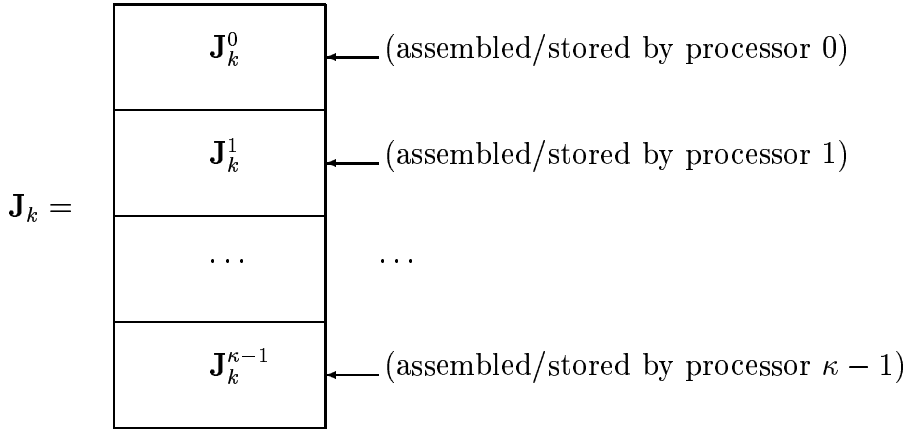 J_k^0 (assembled/stored by processor 0)
J_k^1 (assembled/stored by processor 1)
J_k =
... ...
J_k^{κ−1} (assembled/stored by processor κ − 1)